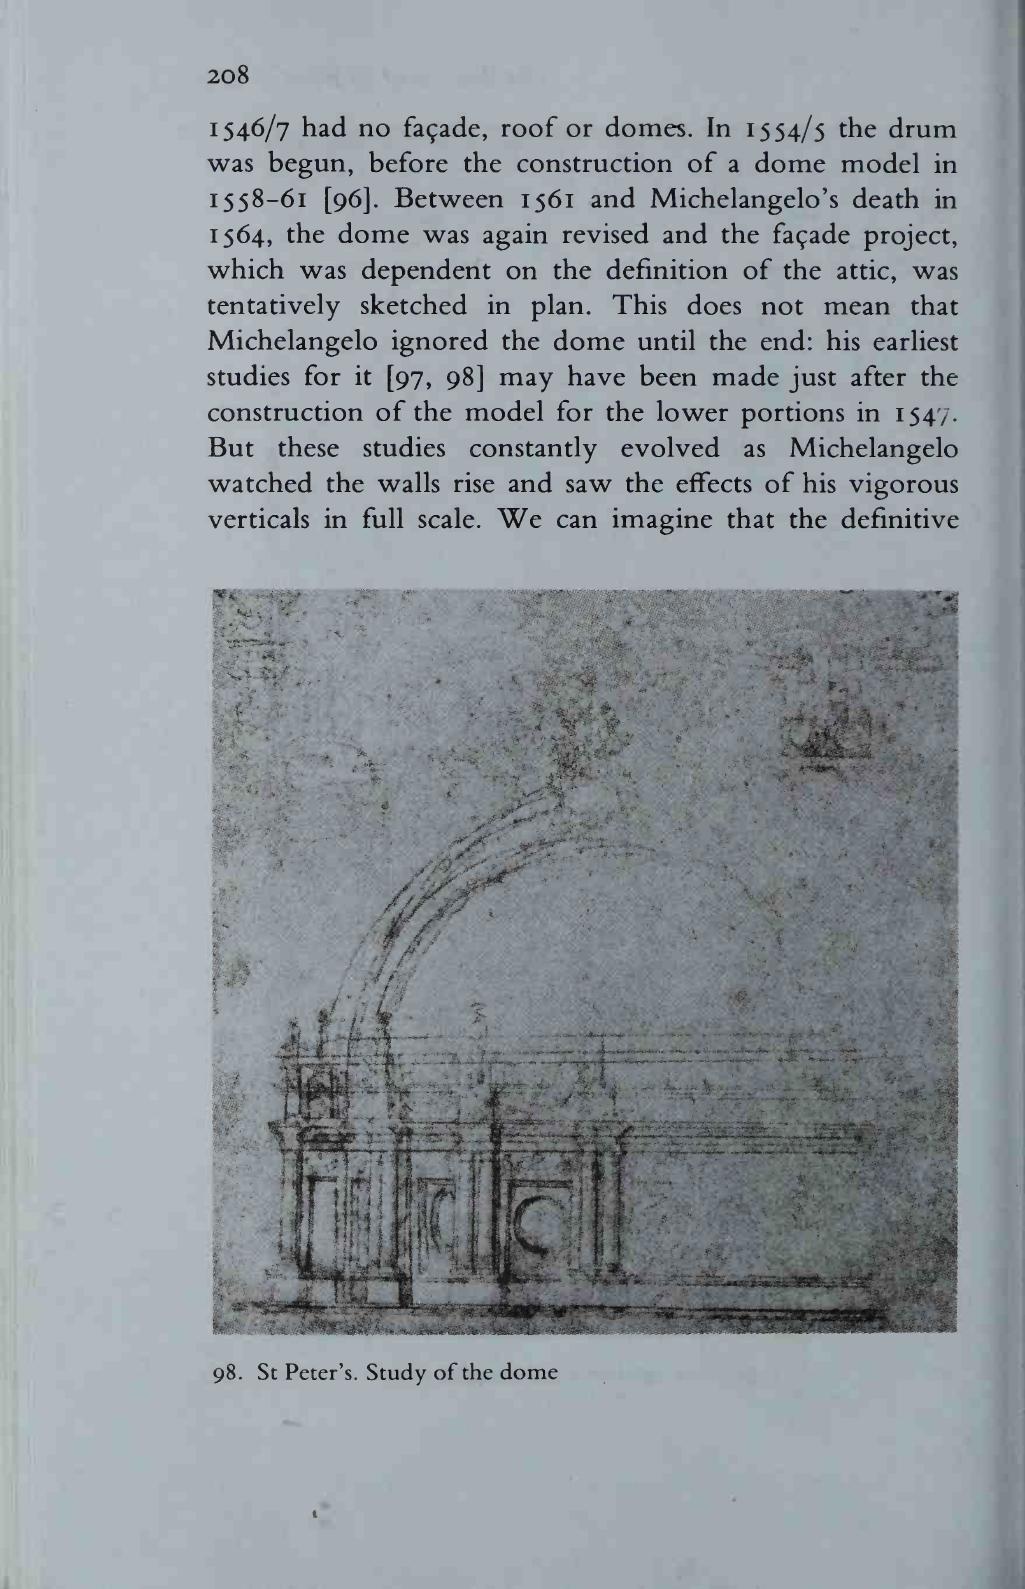 208
1546/7 had no façade, roof or domes. In 1554/5 the drum
was begun, before the construction of a dome model in
1558–61 [96]. Between 1561 and Michelangelo's death in
1564, the dome was again revised and the façade project,
which was dependent on the definition of the attic, was
tentatively sketched in plan. This does not mean that
Michelangelo ignored the dome until the end: his earliest
studies for it [97, 98] may have been made just after the
construction of the model for the lower portions in 1547.
But these studies constantly evolved as Michelangelo
watched the walls rise and saw the effects of his vigorous
verticals in full scale. We can imagine that the definitive
98. St Peter's. Study of the dome